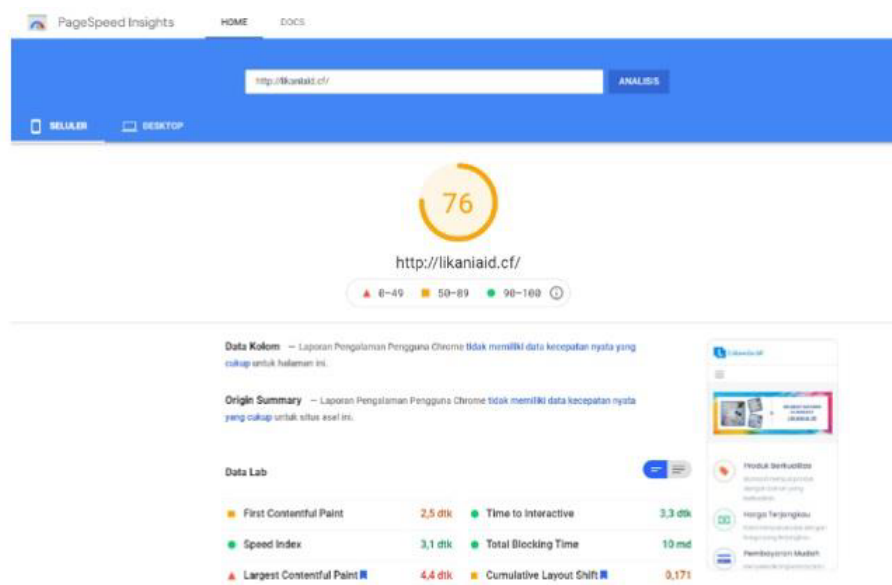 PageSpeed Insights
HOME
DOCS
http://likaniaid.cf/
ANALISIS
SELULER
DESKTOP
76
http://likaniaid.cf/
0–49
50–89
90–100
Data Kolom — Laporan Pengalaman Pengguna Chrome tidak memiliki data kecepatan nyata yang
cukup untuk halaman ini.
Origin Summary — Laporan Pengalaman Pengguna Chrome tidak memiliki data kecepatan nyata
yang cukup untuk situs asal ini.
Data Lab
First Contentful Paint 2,5 dtk
Time to Interactive 3,3 dtk
Speed Index 3,1 dtk
Total Blocking Time 10 md
Largest Contentful Paint 4,4 dtk
Cumulative Layout Shift 0,171
Produk Berkualitas
Harga Terjangkau
Pembayaran Mudah